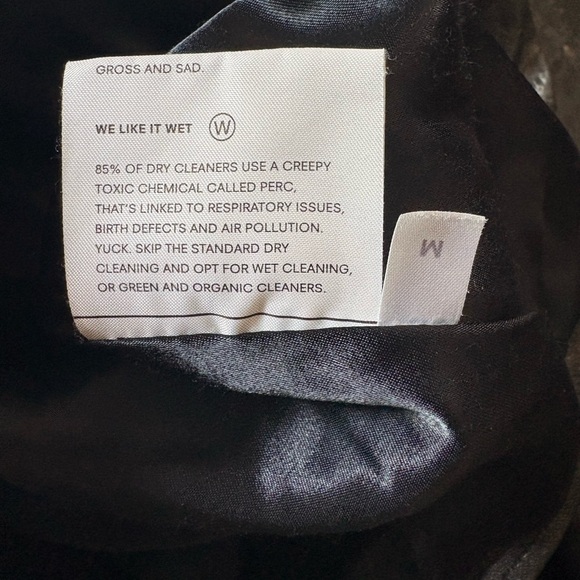 GROSS AND SAD.
WE LIKE IT WET W
85% OF DRY CLEANERS USE A CREEPY
TOXIC CHEMICAL CALLED PERC,
THAT'S LINKED TO RESPIRATORY ISSUES,
BIRTH DEFECTS AND AIR POLLUTION.
YUCK. SKIP THE STANDARD DRY
CLEANING AND OPT FOR WET CLEANING,
OR GREEN AND ORGANIC CLEANERS.
M